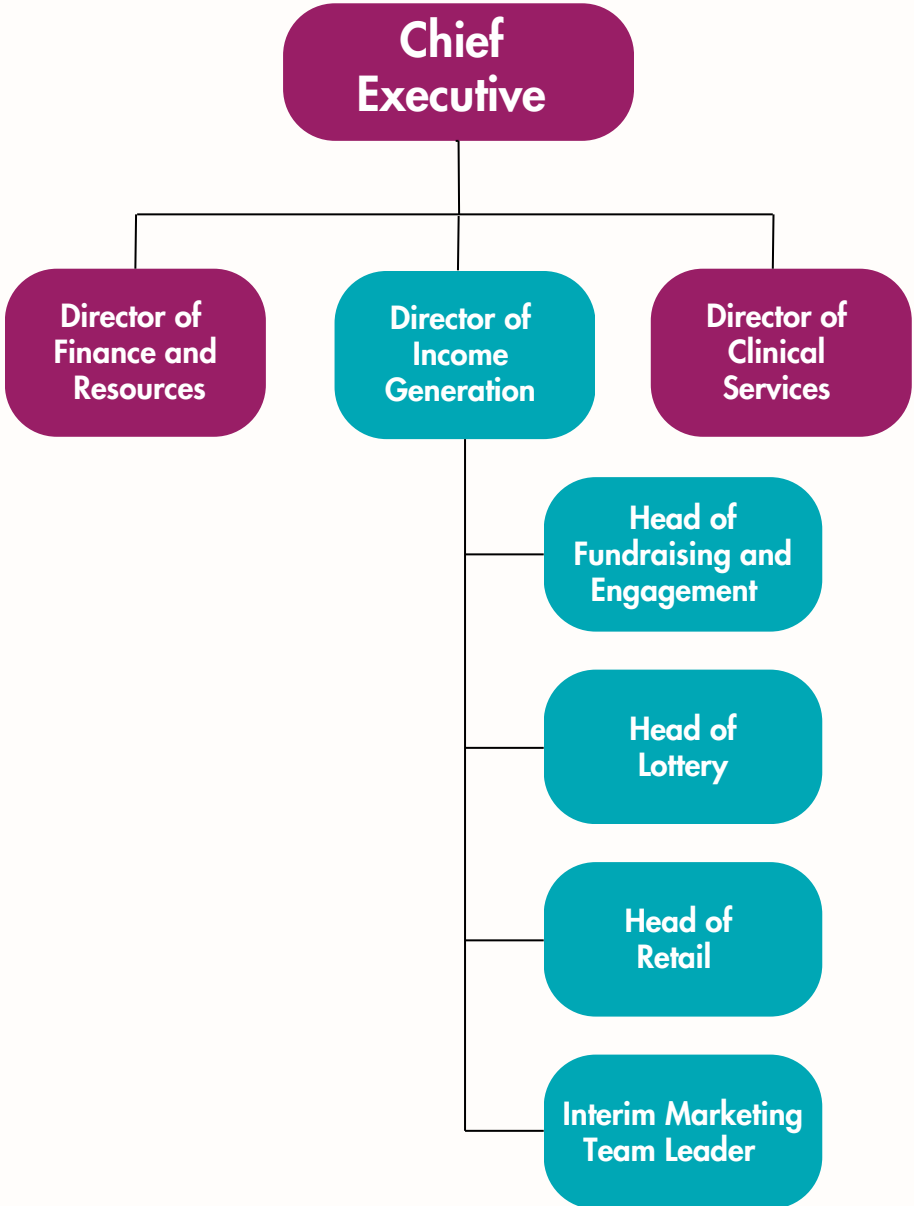 Chief
Executive
Director of
Finance and
Resources
Director of
Income
Generation
Director of
Clinical
Services
Head of
Fundraising and
Engagement
Head of
Lottery
Head of
Retail
Interim Marketing
Team Leader